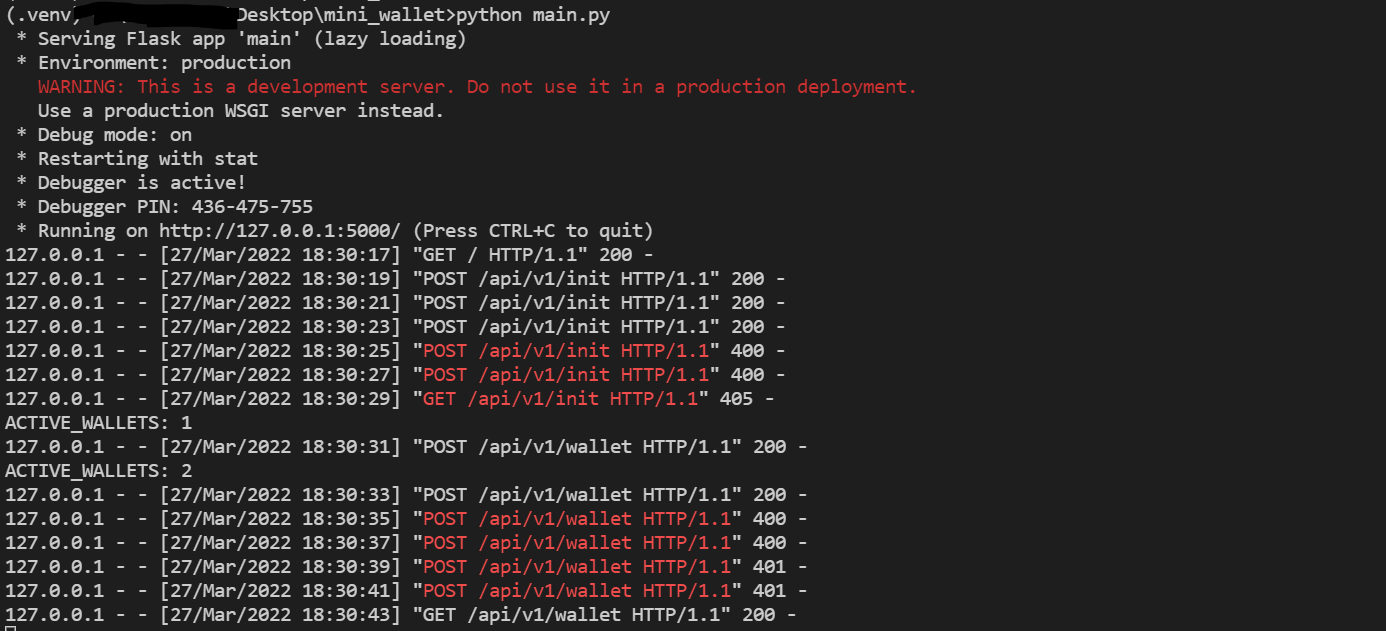 (.venv) Desktop\mini_wallet>python main.py
 * Serving Flask app 'main' (lazy loading)
 * Environment: production
   WARNING: This is a development server. Do not use it in a production deployment.
   Use a production WSGI server instead.
 * Debug mode: on
 * Restarting with stat
 * Debugger is active!
 * Debugger PIN: 436-475-755
 * Running on http://127.0.0.1:5000/ (Press CTRL+C to quit)
127.0.0.1 - - [27/Mar/2022 18:30:17] "GET / HTTP/1.1" 200 -
127.0.0.1 - - [27/Mar/2022 18:30:19] "POST /api/v1/init HTTP/1.1" 200 -
127.0.0.1 - - [27/Mar/2022 18:30:21] "POST /api/v1/init HTTP/1.1" 200 -
127.0.0.1 - - [27/Mar/2022 18:30:23] "POST /api/v1/init HTTP/1.1" 200 -
127.0.0.1 - - [27/Mar/2022 18:30:25] "POST /api/v1/init HTTP/1.1" 400 -
127.0.0.1 - - [27/Mar/2022 18:30:27] "POST /api/v1/init HTTP/1.1" 400 -
127.0.0.1 - - [27/Mar/2022 18:30:29] "GET /api/v1/init HTTP/1.1" 405 -
ACTIVE_WALLETS: 1
127.0.0.1 - - [27/Mar/2022 18:30:31] "POST /api/v1/wallet HTTP/1.1" 200 -
ACTIVE_WALLETS: 2
127.0.0.1 - - [27/Mar/2022 18:30:33] "POST /api/v1/wallet HTTP/1.1" 200 -
127.0.0.1 - - [27/Mar/2022 18:30:35] "POST /api/v1/wallet HTTP/1.1" 400 -
127.0.0.1 - - [27/Mar/2022 18:30:37] "POST /api/v1/wallet HTTP/1.1" 400 -
127.0.0.1 - - [27/Mar/2022 18:30:39] "POST /api/v1/wallet HTTP/1.1" 401 -
127.0.0.1 - - [27/Mar/2022 18:30:41] "POST /api/v1/wallet HTTP/1.1" 401 -
127.0.0.1 - - [27/Mar/2022 18:30:43] "GET /api/v1/wallet HTTP/1.1" 200 -